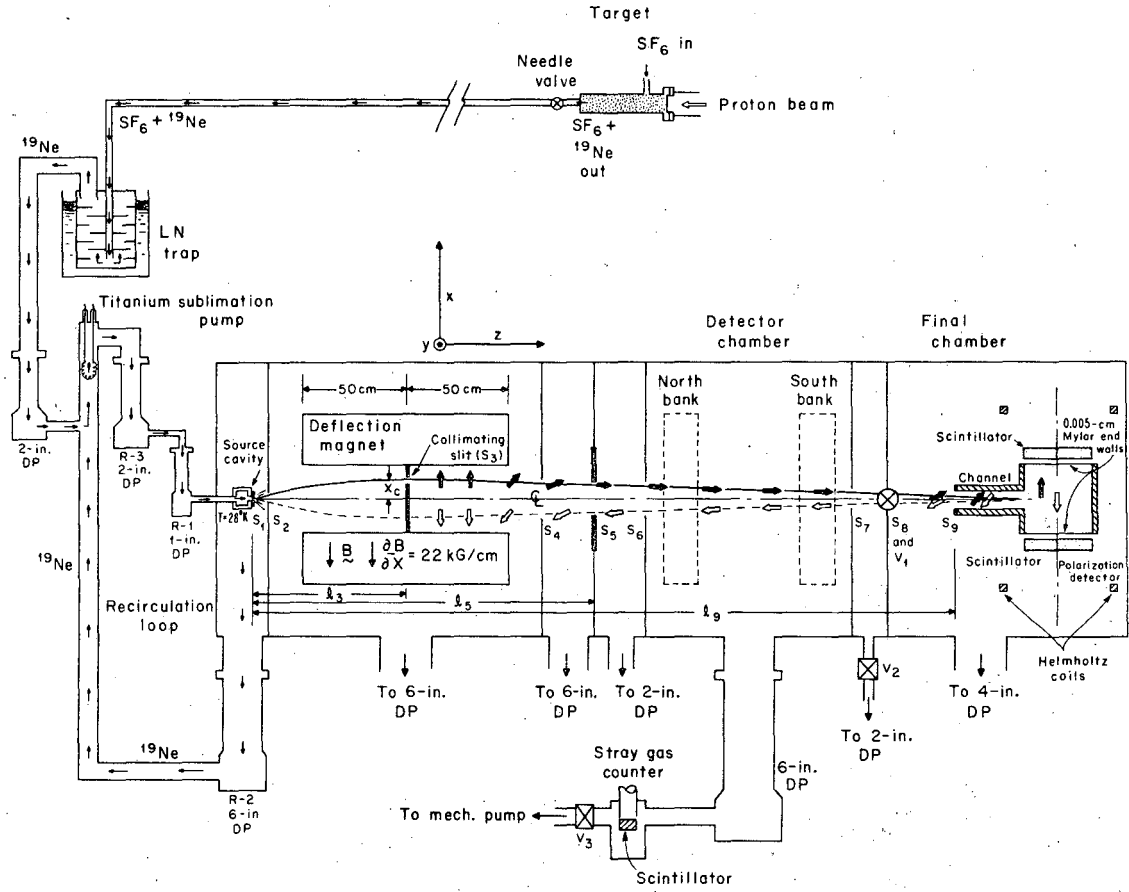 Target
SF6 in
Needle
valve
Proton beam
SF6 + 19Ne
SF6 +
19Ne
out
19Ne
LN
trap
Titanium sublimation
pump
x
y
z
Detector
chamber
Final
chamber
50 cm
50 cm
North
bank
South
bank
Deflection
magnet
Collimating
slit (S3)
Source
cavity
Scintillator
0.005-cm
Mylar end
walls
Channel
2-in.
DP
R-3
2-in.
DP
R-1
1-in.
DP
T=28°K
S1
S2
xc
℄
S4
S5
S6
S7
S8
and
V1
S9
B
∂B
∂X
= 22 kG/cm
Scintillator
Polarization
detector
ℓ3
ℓ5
ℓ9
19Ne
Recirculation
loop
Helmholtz
coils
To 6-in.
DP
To 6-in.
DP
To 2-in.
DP
V2
To 4-in.
DP
To 2-in.
DP
19Ne
Stray gas
counter
6-in.
DP
R-2
6-in
DP
To mech. pump
V3
Scintillator